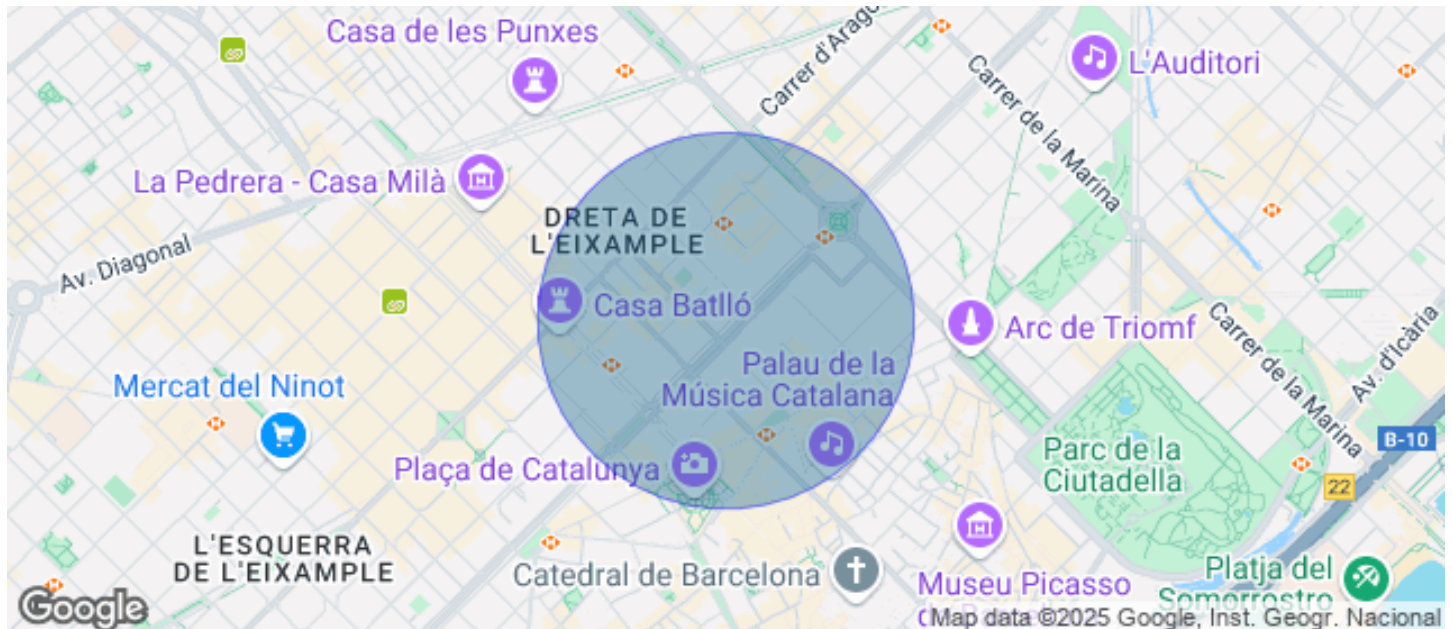 Casa de les Punxes
Carrer d'Arago
L'Auditori
Carrer de la Marina
La Pedrera - Casa Milà
DRETA DE
L'EIXAMPLE
Av. Diagonal
Casa Batlló
Arc de Triomf
Carrer de la Marina
Av. d'Icària
Palau de la
Música Catalana
Mercat del Ninot
B-10
Plaça de Catalunya
Parc de la
Ciutadella
22
L'ESQUERRA
DE L'EIXAMPLE
Catedral de Barcelona
Museu Picasso
Platja del
Somorrostro
Google
Map data ©2025 Google, Inst. Geogr. Nacional